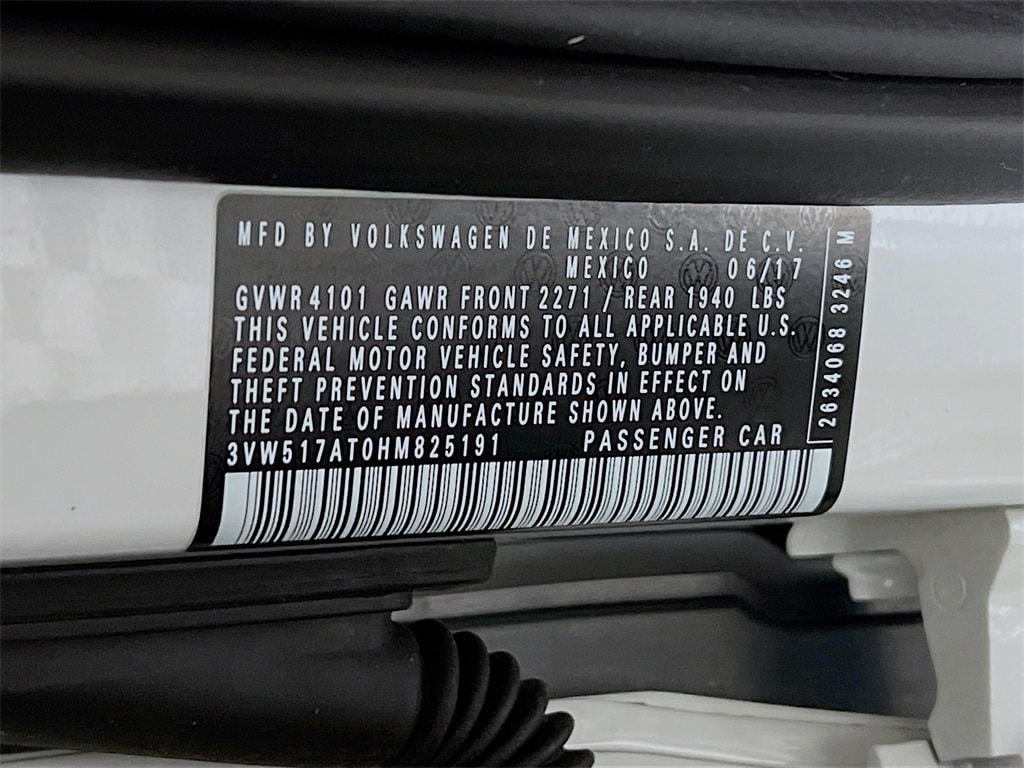 MFD BY VOLKSWAGEN DE MEXICO S.A. DE C.V.
MEXICO 06/17
GVWR 4101 GAWR FRONT 2271 / REAR 1940 LBS
THIS VEHICLE CONFORMS TO ALL APPLICABLE U.S.
FEDERAL MOTOR VEHICLE SAFETY, BUMPER AND
THEFT PREVENTION STANDARDS IN EFFECT ON
THE DATE OF MANUFACTURE SHOWN ABOVE.
3VW517AT0HM825191 PASSENGER CAR
2634068 3246 M